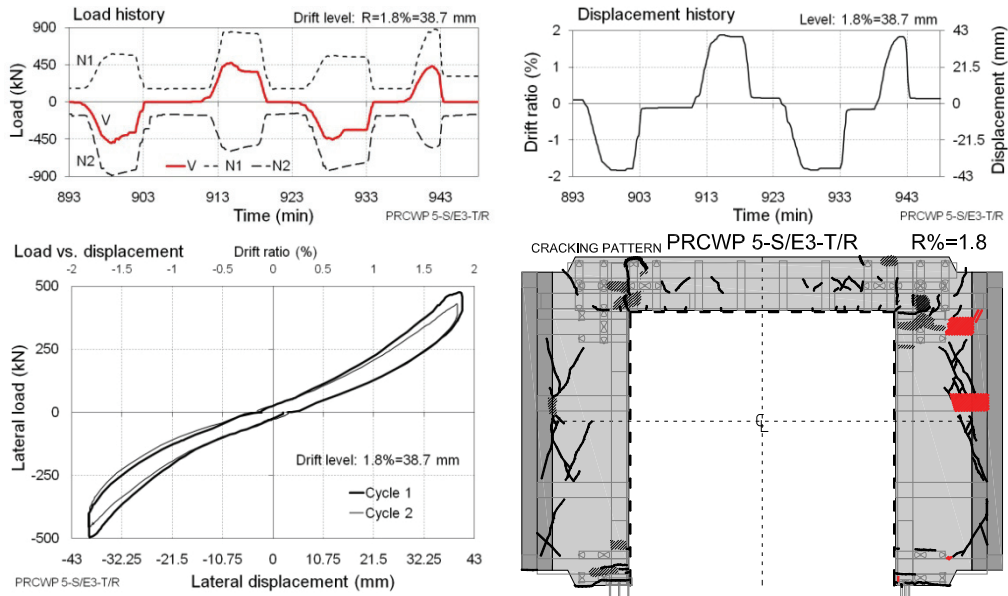 Load history
Drift level: R=1.8%=38.7 mm
Load (kN)
900
450
0
-450
-900
N1
V
N2
V N1 N2
893 903 913 923 933 943
Time (min)
PRCWP 5-S/E3-T/R
Displacement history
Level: 1.8%=38.7 mm
Drift ratio (%)
2
1
0
-1
-2
43
21.5
0
-21.5
-43
Displacement (mm)
893 903 913 923 933 943
Time (min)
PRCWP 5-S/E3-T/R
Load vs. displacement
Drift ratio (%)
-2 -1.5 -1 -0.5 0 0.5 1 1.5 2
Lateral load (kN)
500
250
0
-250
-500
Drift level: 1.8%=38.7 mm
Cycle 1
Cycle 2
-43 -32.25 -21.5 -10.75 0 10.75 21.5 32.25 43
PRCWP 5-S/E3-T/R
Lateral displacement (mm)
CRACKING PATTERN PRCWP 5-S/E3-T/R R%=1.8
CL